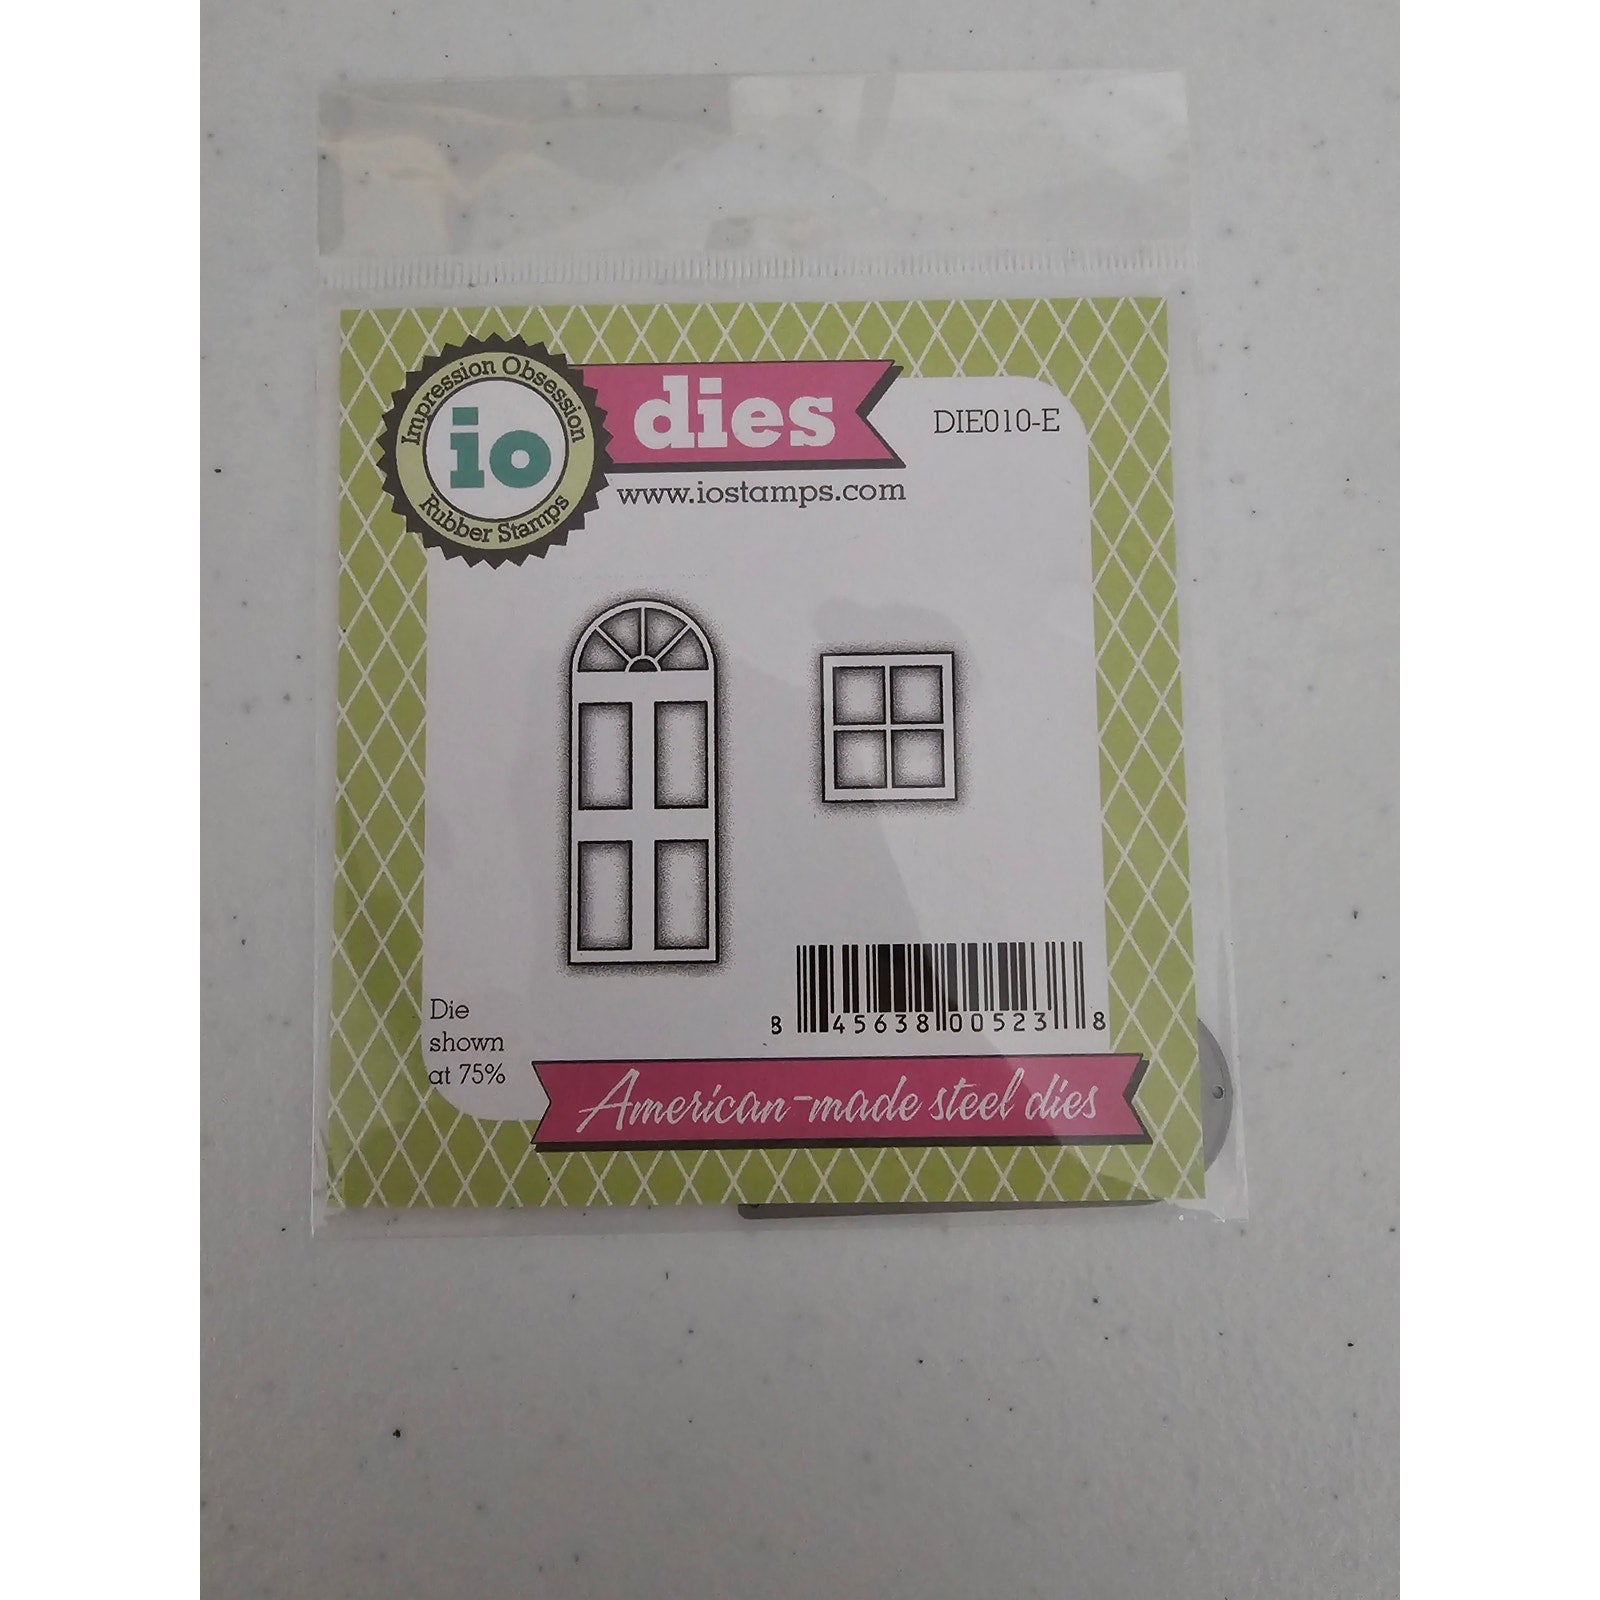 Impression Obsession
io
Rubber Stamps
dies
DIE010-E
www.iostamps.com
Die
shown
at 75%
8 45638 00523 8
American-made steel dies